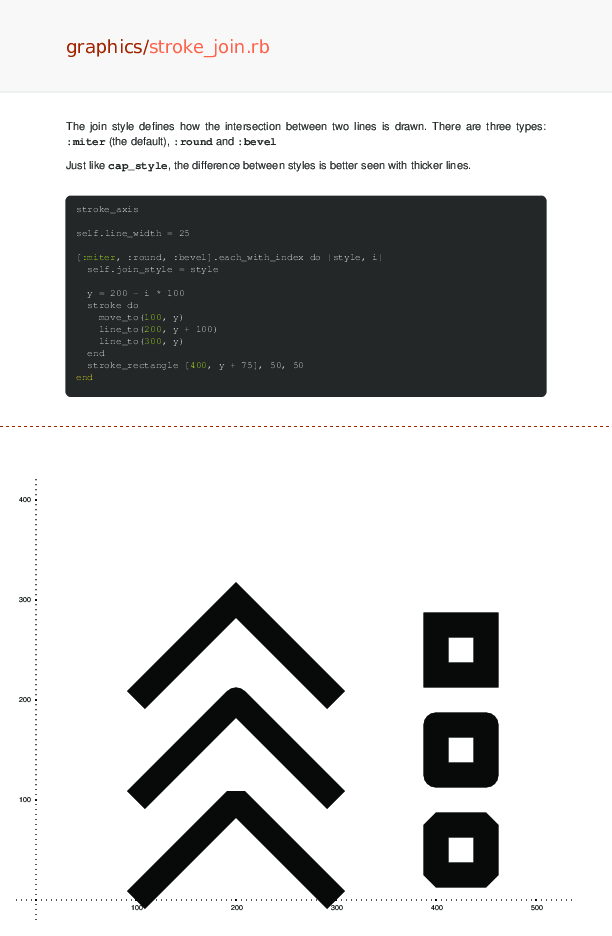 graphics/stroke_join.rb
The join style defines how the intersection between two lines is drawn. There are three types:
:miter (the default), :round and :bevel
Just like cap_style, the difference between styles is better seen with thicker lines.
stroke_axis
self.line_width = 25
[:miter, :round, :bevel].each_with_index do |style, i|
  self.join_style = style
  y = 200 - i * 100
  stroke do
    move_to(100, y)
    line_to(200, y + 100)
    line_to(300, y)
  end
  stroke_rectangle [400, y + 75], 50, 50
end
400
300
200
100
100 200 300 400 500